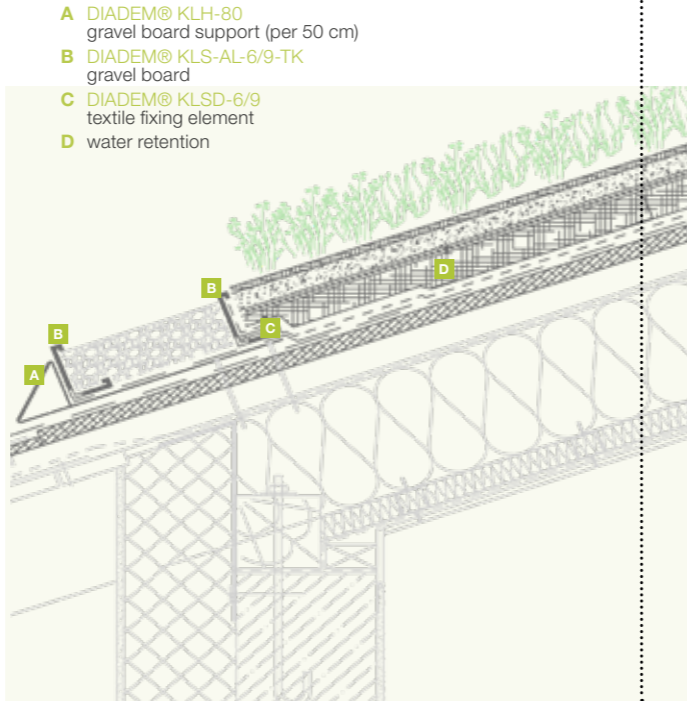 A DIADEM® KLH-80
gravel board support (per 50 cm)
B DIADEM® KLS-AL-6/9-TK
gravel board
C DIADEM® KLSD-6/9
textile fixing element
D water retention
D
B
C
B
A